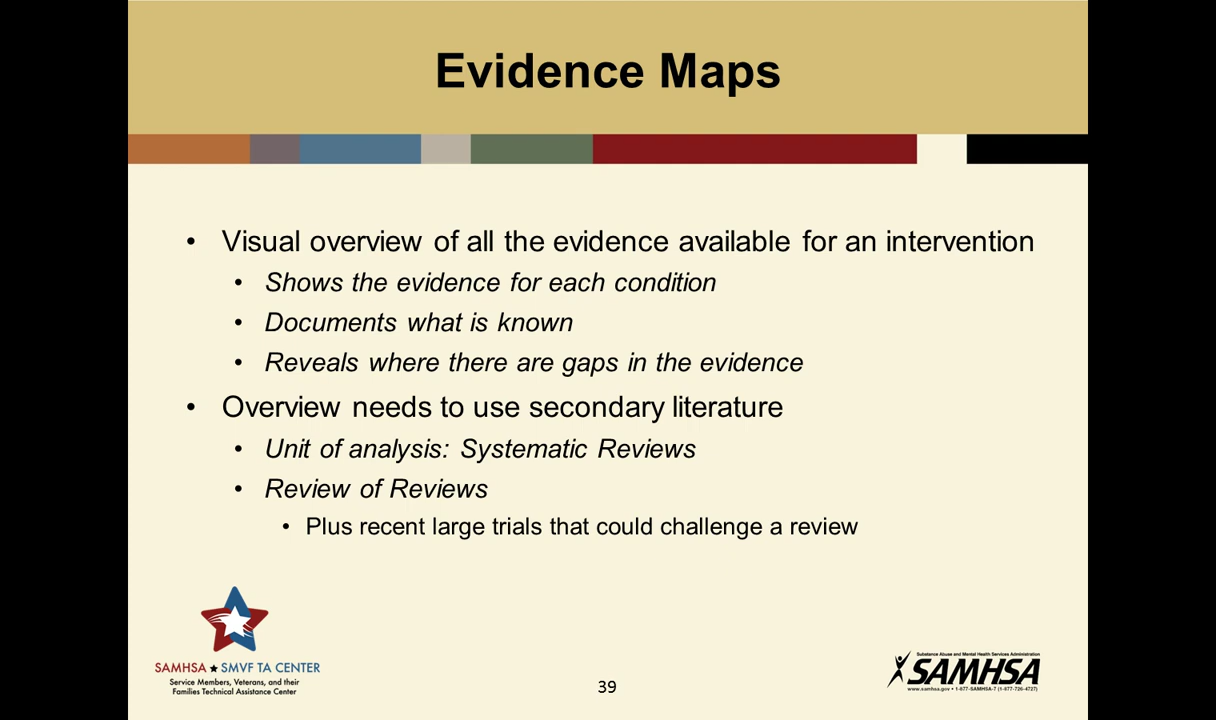 Evidence Maps
• Visual overview of all the evidence available for an intervention
• Shows the evidence for each condition
• Documents what is known
• Reveals where there are gaps in the evidence
• Overview needs to use secondary literature
• Unit of analysis: Systematic Reviews
• Review of Reviews
• Plus recent large trials that could challenge a review
SAMHSA ★ SMVF TA CENTER
Service Members, Veterans, and their
Families Technical Assistance Center
39
Substance Abuse and Mental Health Services Administration
SAMHSA
www.samhsa.gov • 1-877-SAMHSA-7 (1-877-726-4727)